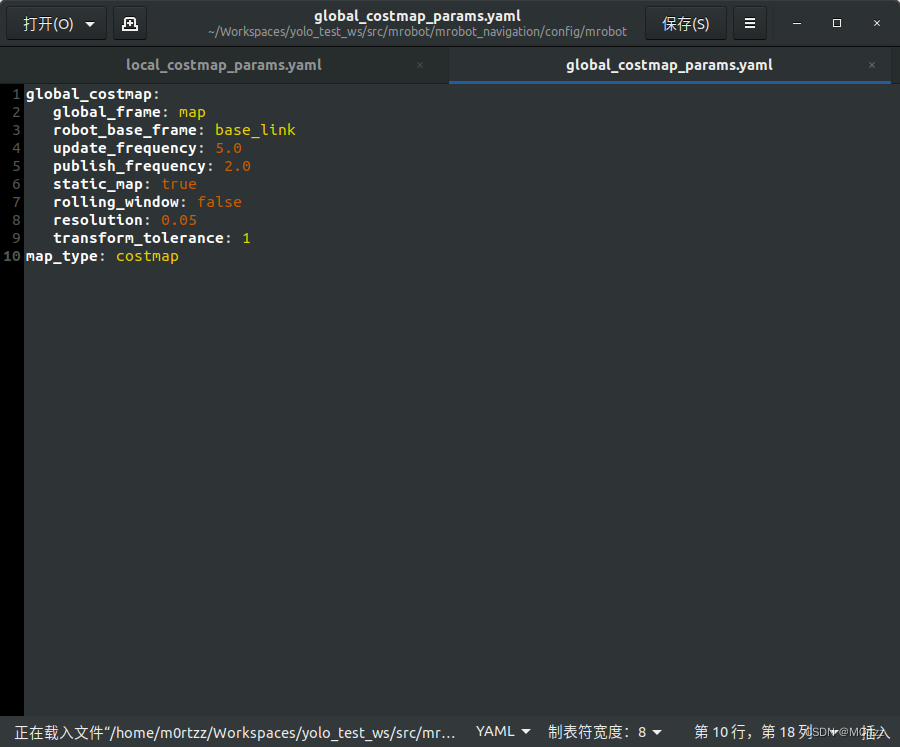 打开(O)
global_costmap_params.yaml
~/Workspaces/yolo_test_ws/src/mrobot/mrobot_navigation/config/mrobot
保存(S)
local_costmap_params.yaml ×
global_costmap_params.yaml ×
1 global_costmap:
2 global_frame: map
3 robot_base_frame: base_link
4 update_frequency: 5.0
5 publish_frequency: 2.0
6 static_map: true
7 rolling_window: false
8 resolution: 0.05
9 transform_tolerance: 1
10 map_type: costmap
正在载入文件“/home/m0rtzz/Workspaces/yolo_test_ws/src/mr… YAML 制表符宽度：8 第 10 行，第 18 列 插入